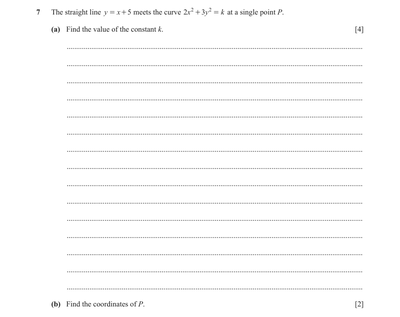 7 The straight line y = x + 5 meets the curve 2x² + 3y² = k at a single point P.
(a) Find the value of the constant k. [4]
(b) Find the coordinates of P. [2]